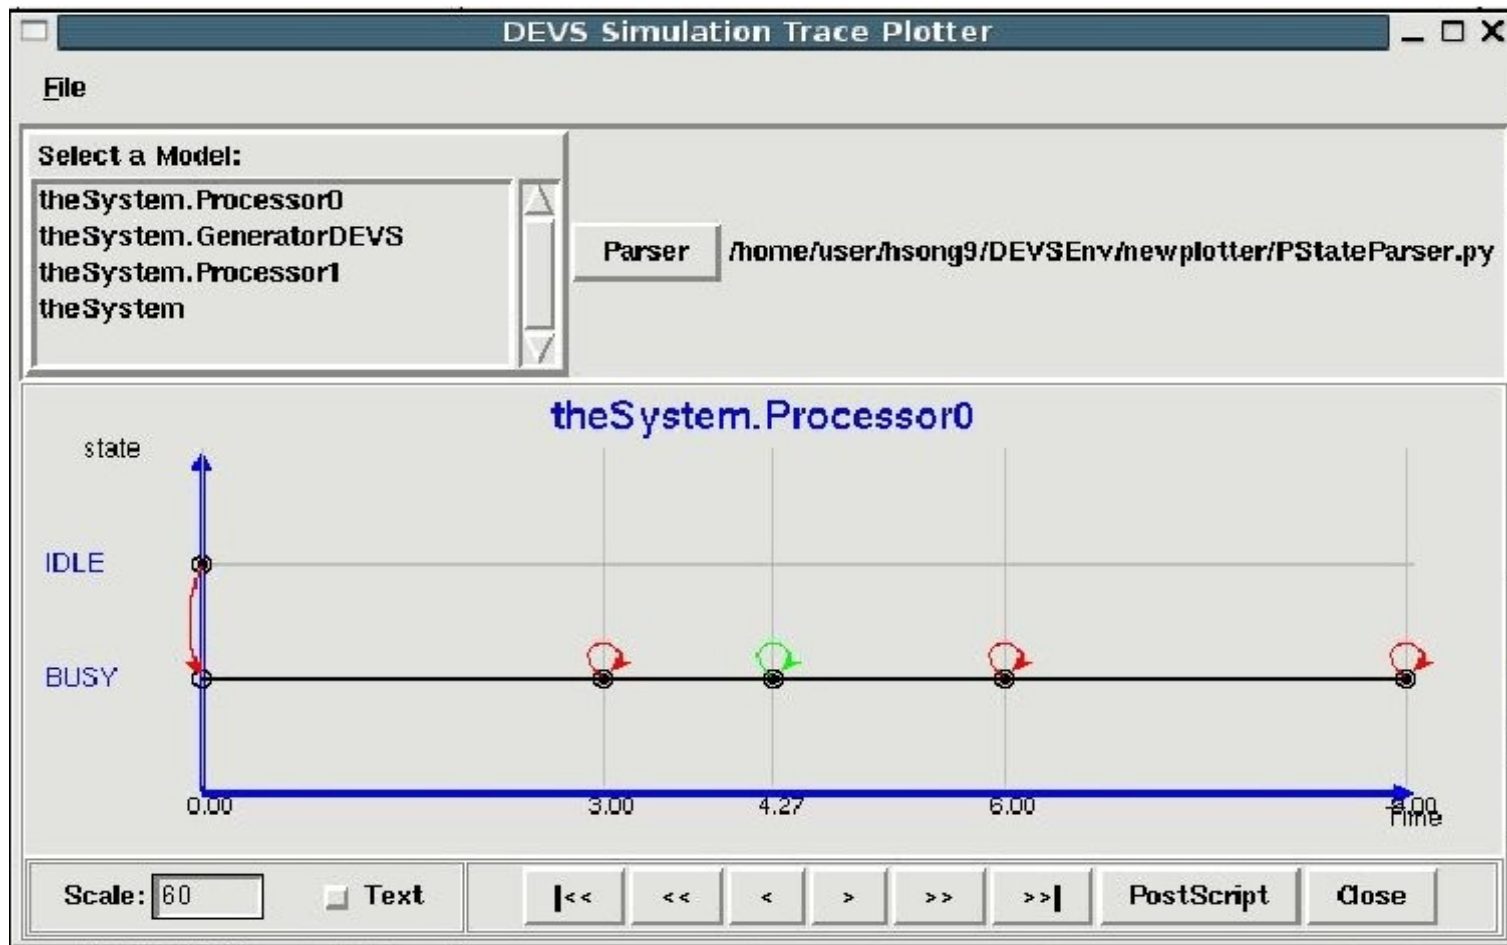 DEVS Simulation Trace Plotter
File
Select a Model:
theSystem.Processor0
theSystem.GeneratorDEVS
theSystem.Processor1
theSystem
Parser /home/user/hsong9/DEVSEnv/newplotter/PStateParser.py
theSystem.Processor0
state
IDLE
BUSY
0.00 3.00 4.27 6.00
Time
Scale: 60 Text |<< << < > >> >>| PostScript Close